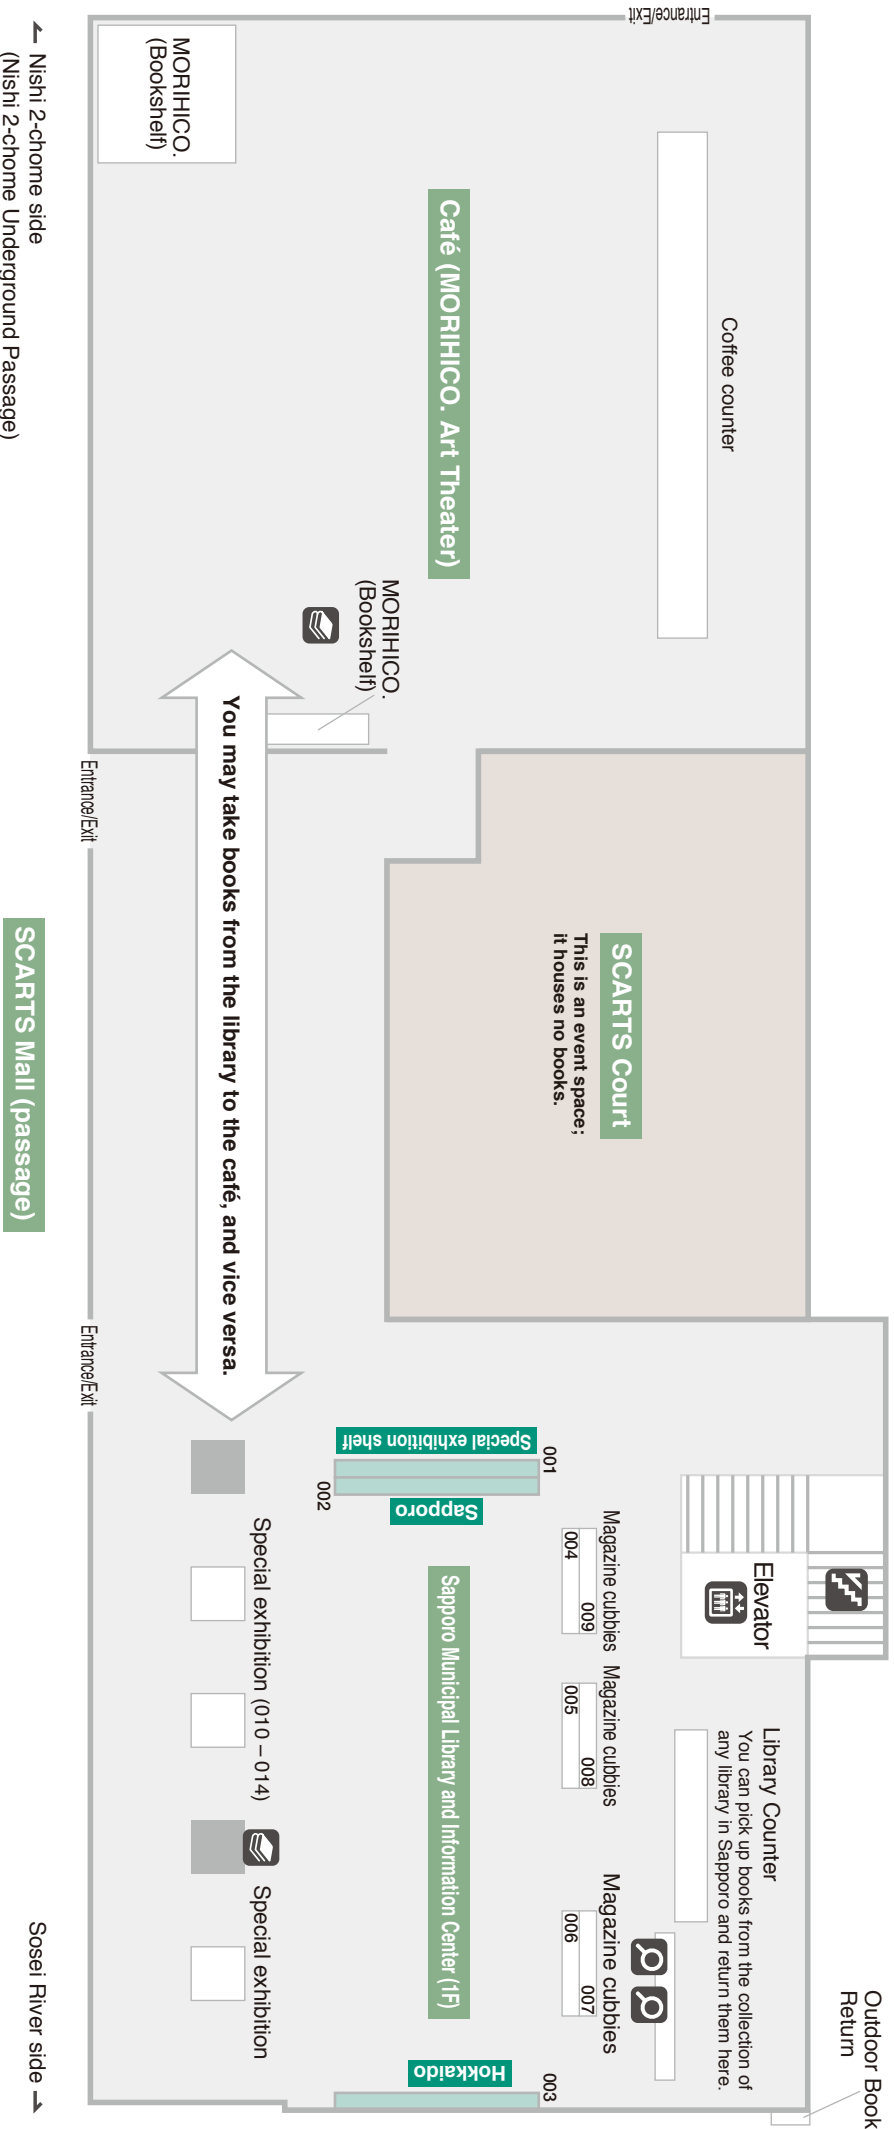 Entrance/Exit
MORIHICO.
(Bookshelf)
Nishi 2-chome side
(Nishi 2-chome Underground Passage)
Café (MORIHICO. Art Theater)
Coffee counter
MORIHICO.
(Bookshelf)
You may take books from the library to the café, and vice versa.
Entrance/Exit
SCARTS Court
This is an event space;
it houses no books.
SCARTS Mall (passage)
Entrance/Exit
Special exhibition shelf
001
002
Sapporo
Elevator
Magazine cubbies
004
009
Magazine cubbies
005
008
Magazine cubbies
006
007
Sapporo Municipal Library and Information Center (1F)
Special exhibition (010 – 014)
Special exhibition
Library Counter
You can pick up books from the collection of
any library in Sapporo and return them here.
Outdoor Book
Return
Hokkaido
003
Sosei River side